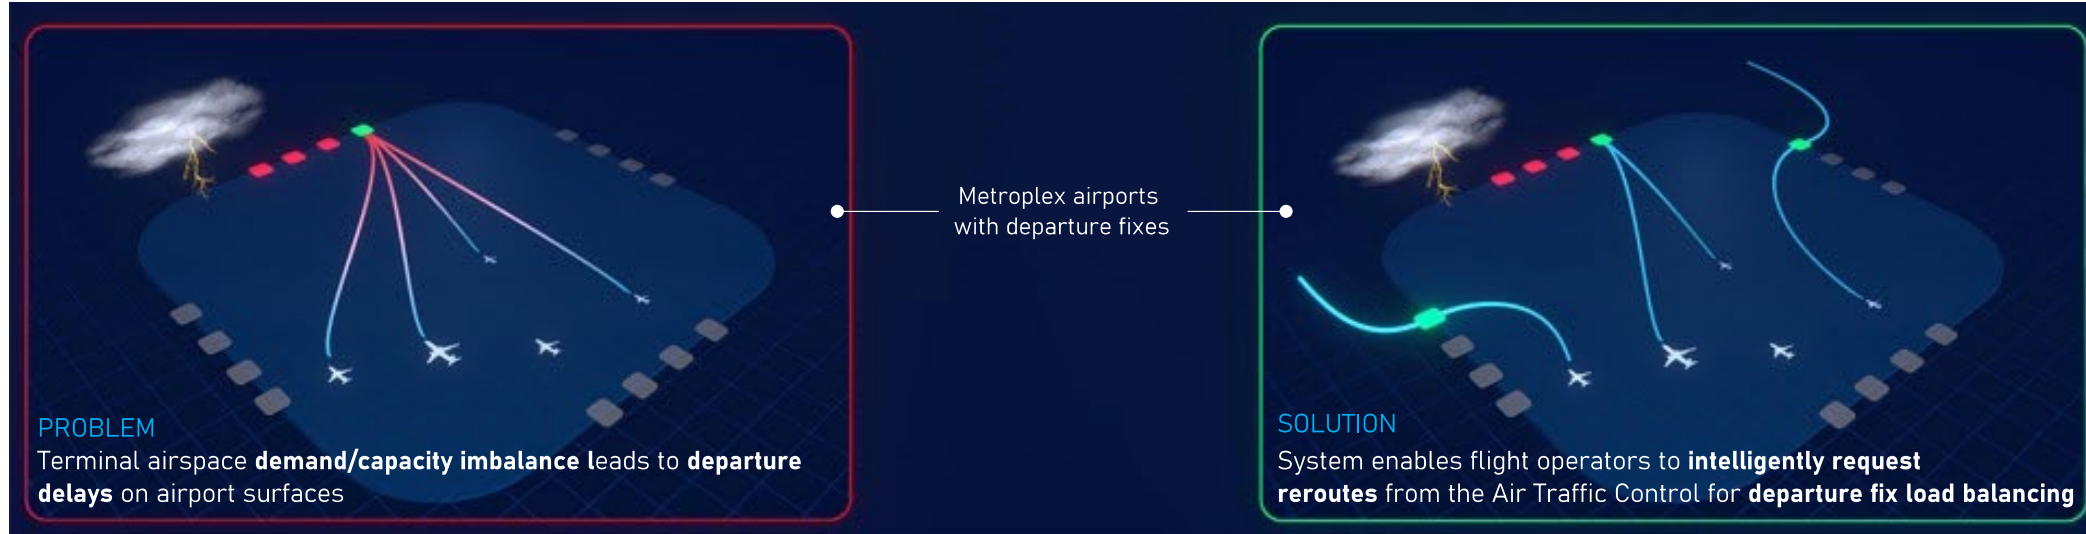 Metroplex airports
with departure fixes
PROBLEM
Terminal airspace demand/capacity imbalance leads to departure
delays on airport surfaces
SOLUTION
System enables flight operators to intelligently request
reroutes from the Air Traffic Control for departure fix load balancing